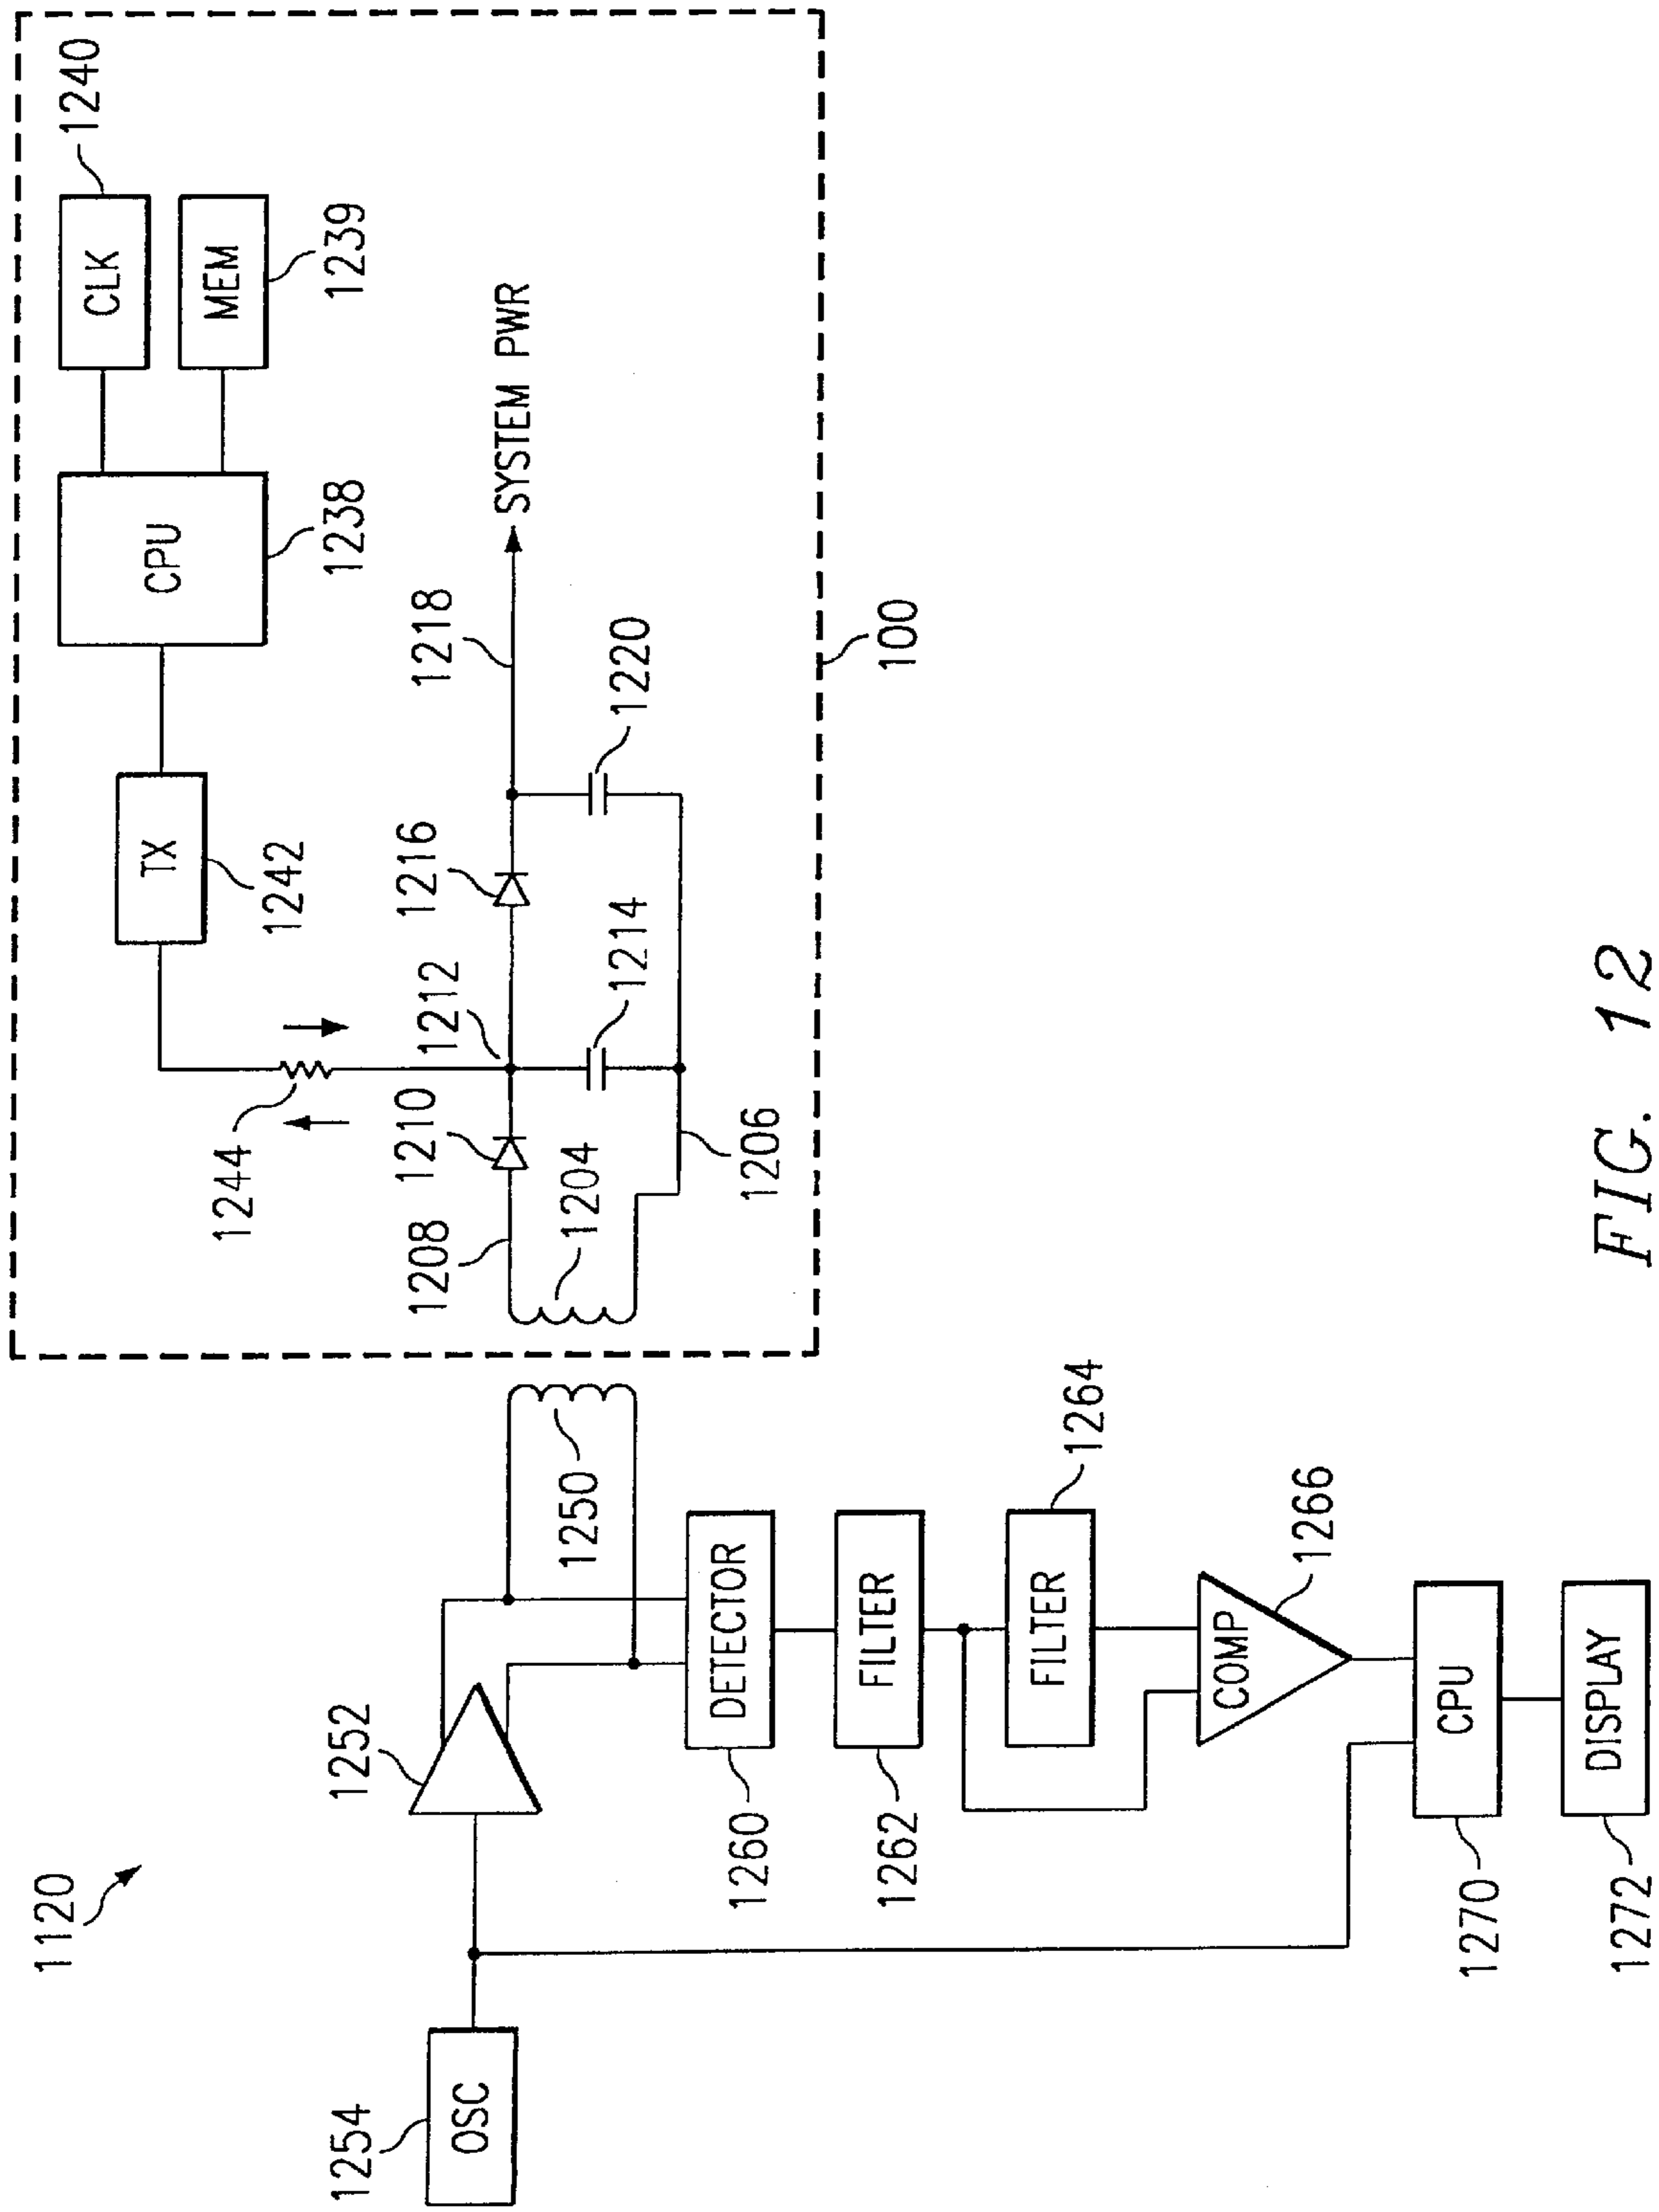 1120
1254
OSC
1252
1250
1260
DETECTOR
1262
FILTER
1264
FILTER
1266
COMP
1270
CPU
1272
DISPLAY
1240
CLK
1239
MEM
1238
CPU
1242
TX
1244
1208
1210
1212
1216
1218
SYSTEM PWR
1204
1214
1220
1206
100
FIG. 12